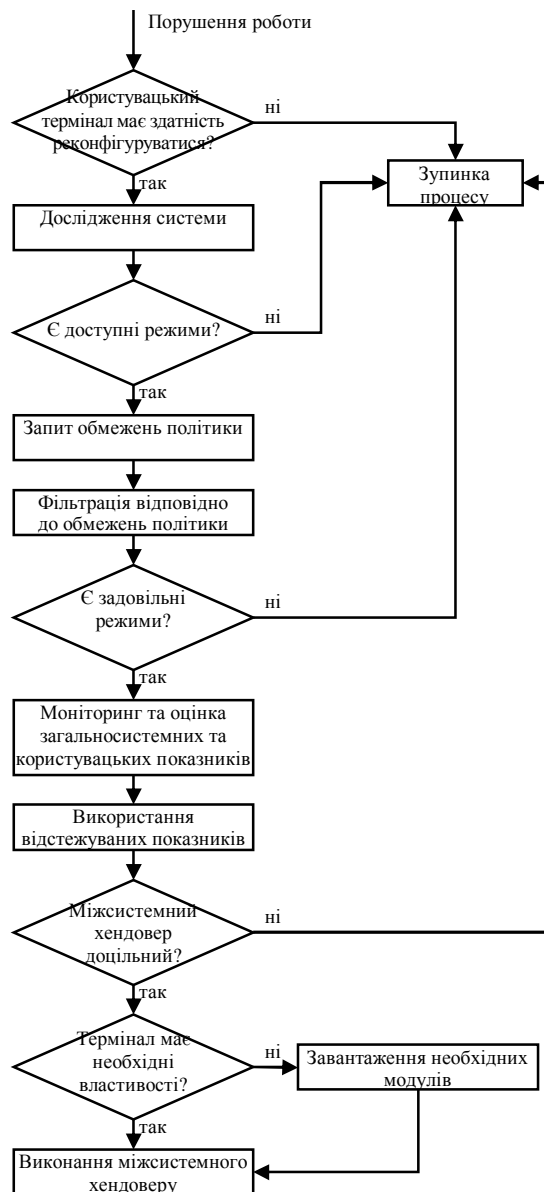 Порушення роботи
Користувацький
термінал має здатність
реконфігуруватися?
ні
так
Зупинка
процесу
Дослідження системи
Є доступні режими?
ні
так
Запит обмежень політики
Фільтрація відповідно
до обмежень політики
Є задовільні
режими?
ні
так
Моніторинг та оцінка
загальносистемних та
користувацьких показників
Використання
відстежуваних показників
Міжсистемний
хендовер
доцільний?
ні
так
Термінал має
необхідні
властивості?
ні
так
Завантаження необхідних
модулів
Виконання міжсистемного
хендоверу